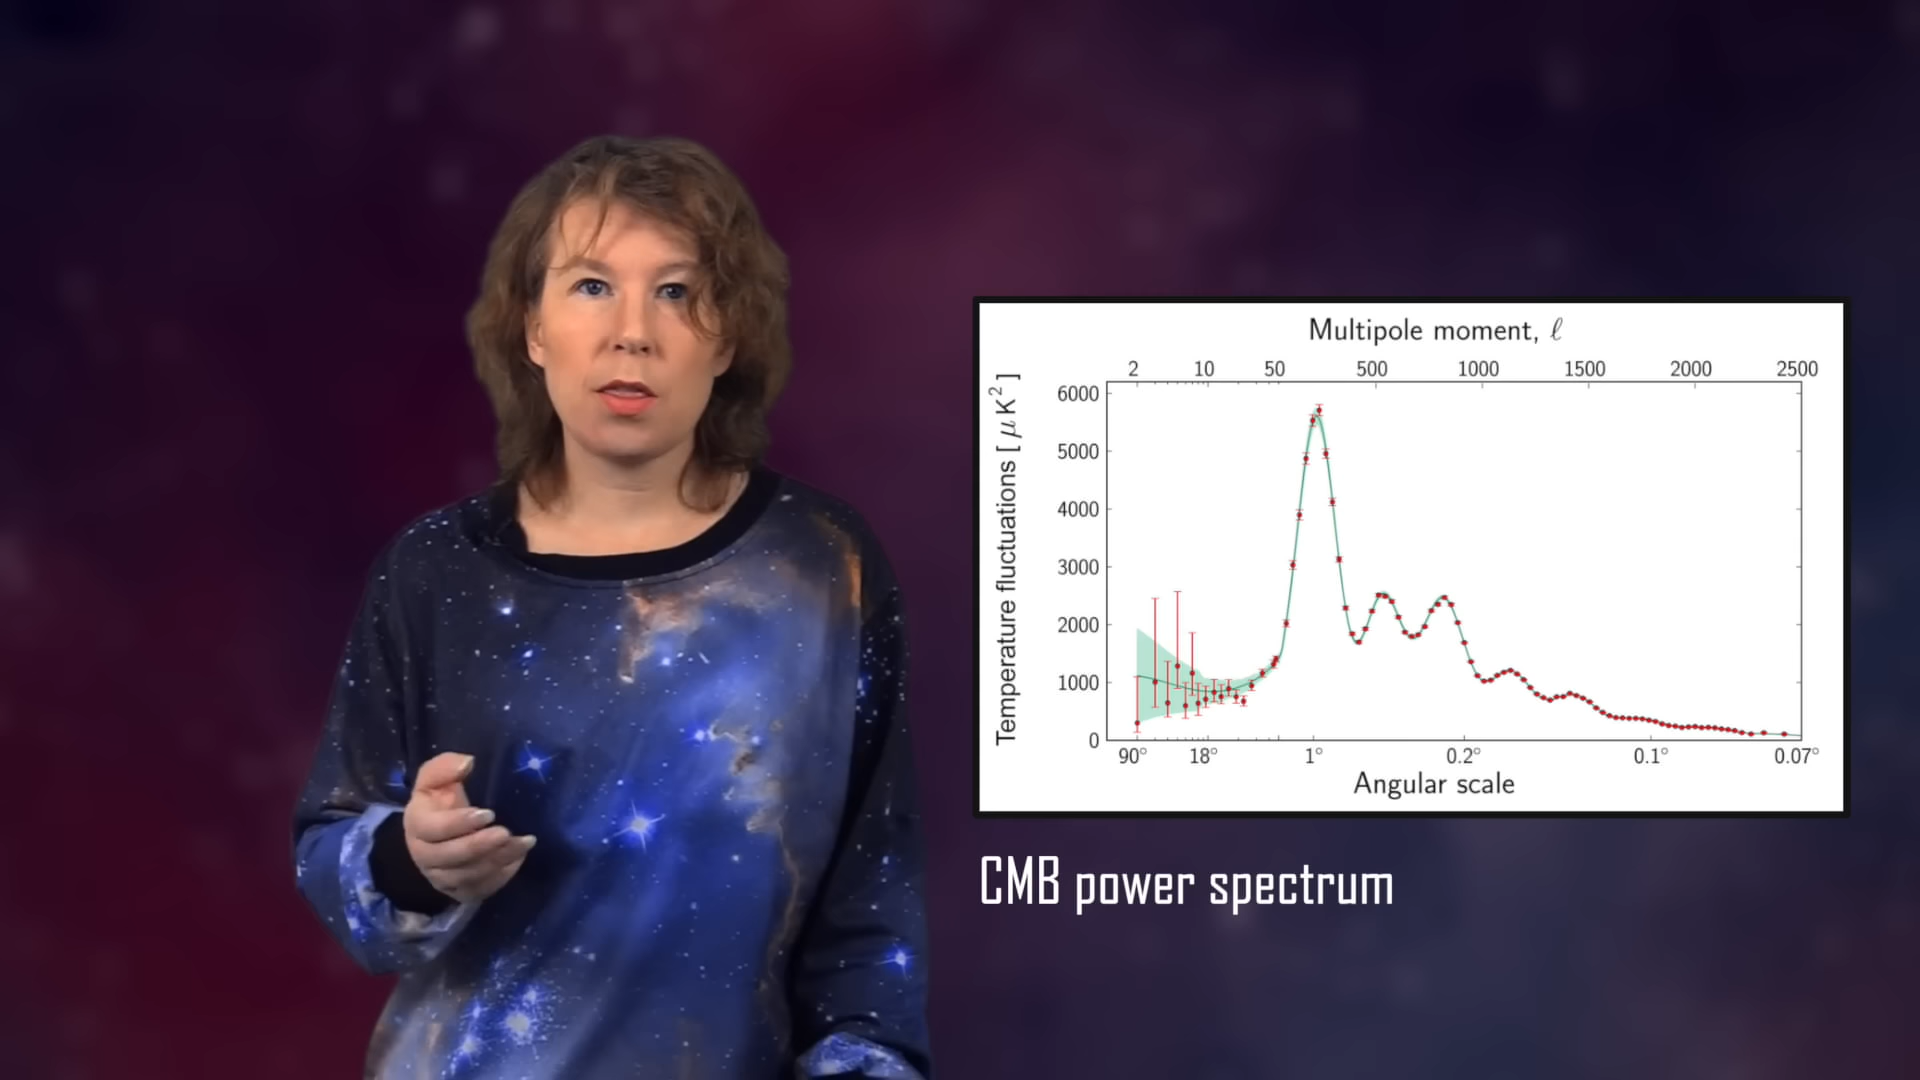 Multipole moment, ℓ
2 10 50 500 1000 1500 2000 2500
Temperature fluctuations [ μ K² ]
6000
5000
4000
3000
2000
1000
0
90° 18° 1° 0.2° 0.1° 0.07°
Angular scale
CMB power spectrum